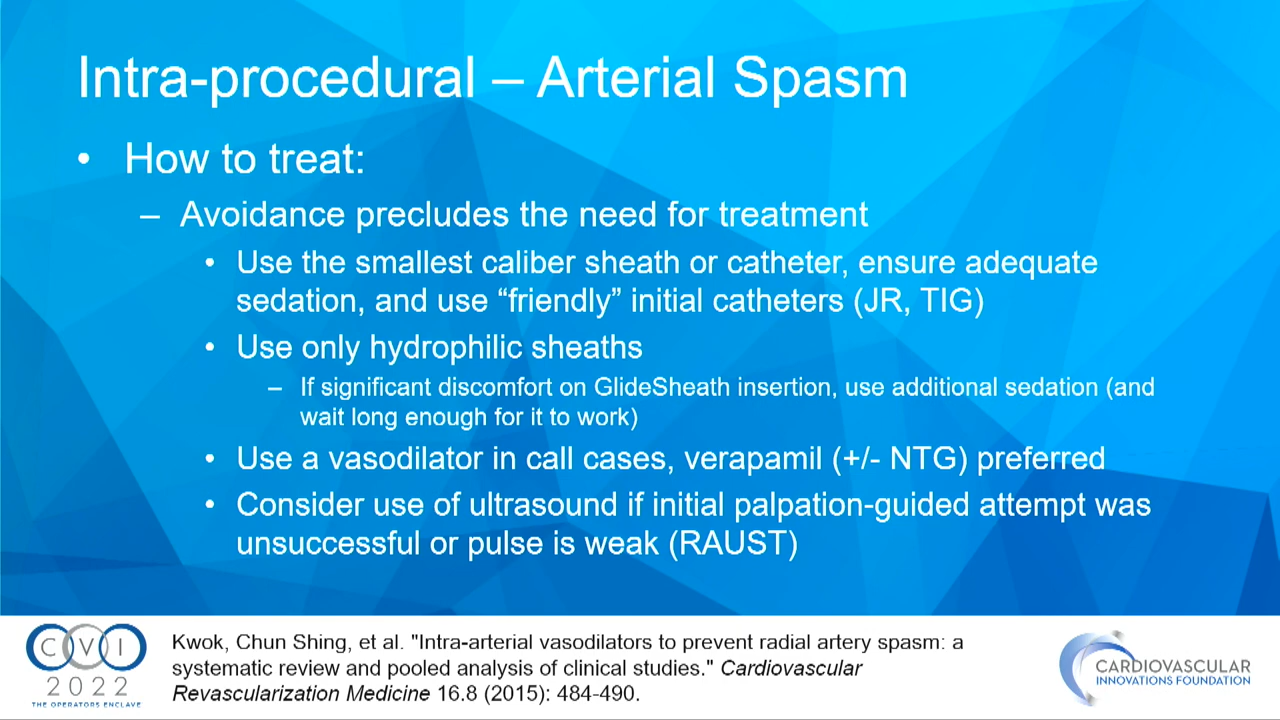 Intra-procedural – Arterial Spasm
• How to treat:
– Avoidance precludes the need for treatment
• Use the smallest caliber sheath or catheter, ensure adequate
sedation, and use “friendly” initial catheters (JR, TIG)
• Use only hydrophilic sheaths
– If significant discomfort on GlideSheath insertion, use additional sedation (and
wait long enough for it to work)
• Use a vasodilator in call cases, verapamil (+/- NTG) preferred
• Consider use of ultrasound if initial palpation-guided attempt was
unsuccessful or pulse is weak (RAUST)
CVI
2022
THE OPERATORS ENCLAVE
Kwok, Chun Shing, et al. "Intra-arterial vasodilators to prevent radial artery spasm: a
systematic review and pooled analysis of clinical studies." Cardiovascular
Revascularization Medicine 16.8 (2015): 484-490.
CARDIOVASCULAR
INNOVATIONS FOUNDATION